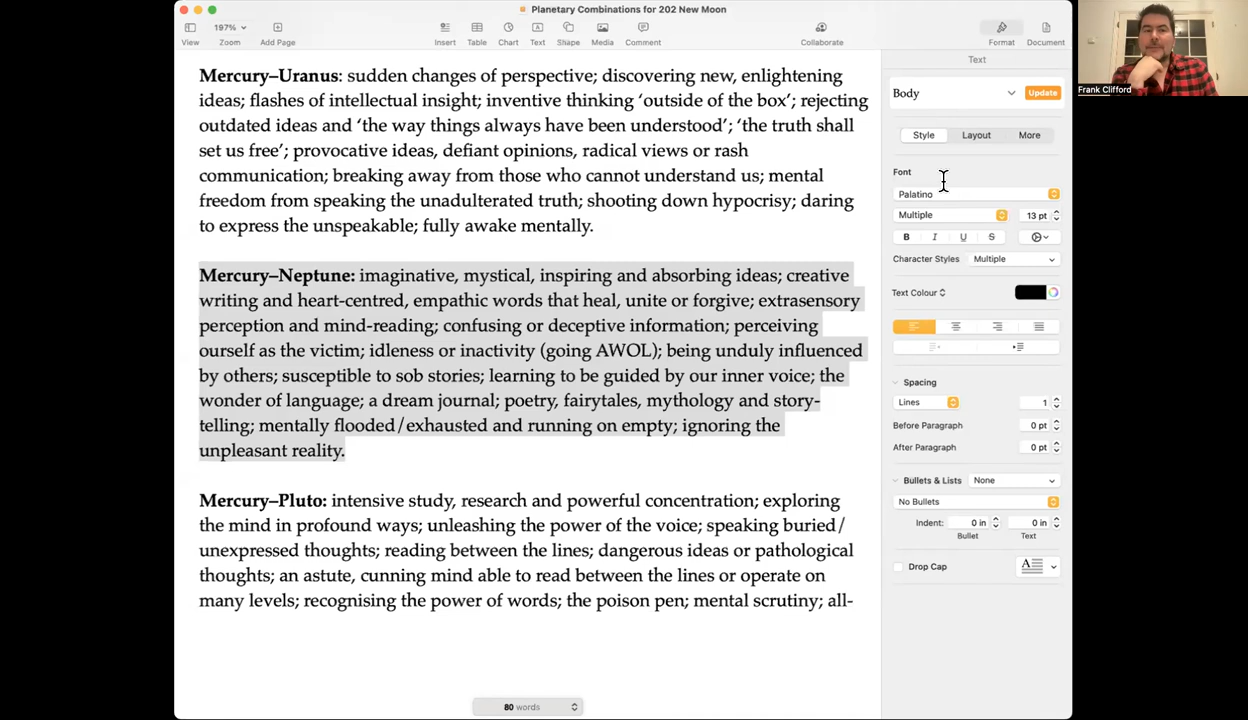 Planetary Combinations for 202 New Moon
197%
View
Zoom
Add Page
Insert
Table
Chart
Text
Shape
Media
Comment
Collaborate
Format
Document
Mercury–Uranus: sudden changes of perspective; discovering new, enlightening
ideas; flashes of intellectual insight; inventive thinking ‘outside of the box’; rejecting
outdated ideas and ‘the way things always have been understood’; ‘the truth shall
set us free’; provocative ideas, defiant opinions, radical views or rash
communication; breaking away from those who cannot understand us; mental
freedom from speaking the unadulterated truth; shooting down hypocrisy; daring
to express the unspeakable; fully awake mentally.
Mercury–Neptune: imaginative, mystical, inspiring and absorbing ideas; creative
writing and heart-centred, empathic words that heal, unite or forgive; extrasensory
perception and mind-reading; confusing or deceptive information; perceiving
ourself as the victim; idleness or inactivity (going AWOL); being unduly influenced
by others; susceptible to sob stories; learning to be guided by our inner voice; the
wonder of language; a dream journal; poetry, fairytales, mythology and story-
telling; mentally flooded/exhausted and running on empty; ignoring the
unpleasant reality.
Mercury–Pluto: intensive study, research and powerful concentration; exploring
the mind in profound ways; unleashing the power of the voice; speaking buried/
unexpressed thoughts; reading between the lines; dangerous ideas or pathological
thoughts; an astute, cunning mind able to read between the lines or operate on
many levels; recognising the power of words; the poison pen; mental scrutiny; all-
80 words
Text
Body
Update
Style
Layout
More
Font
Palatino
Multiple
13 pt
B I U S
Character Styles
Multiple
Text Colour
Spacing
Lines
1
Before Paragraph
0 pt
After Paragraph
0 pt
Bullets & Lists
None
No Bullets
Indent:
0 in
0 in
Bullet
Text
Drop Cap
A
Frank Clifford